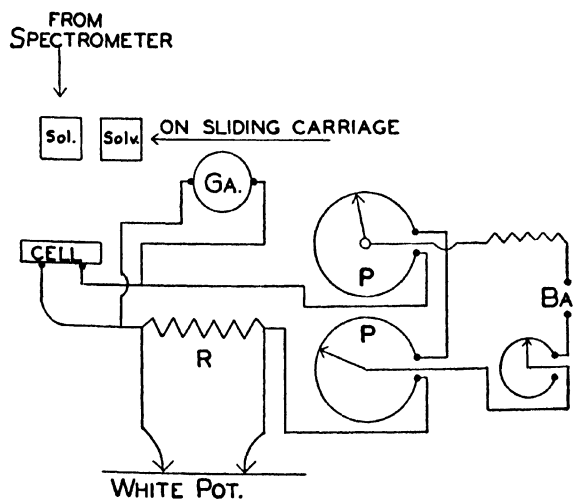 FROM
SPECTROMETER
Sol.
Solv.
ON SLIDING CARRIAGE
GA.
CELL
P
BA
P
R
WHITE POT.